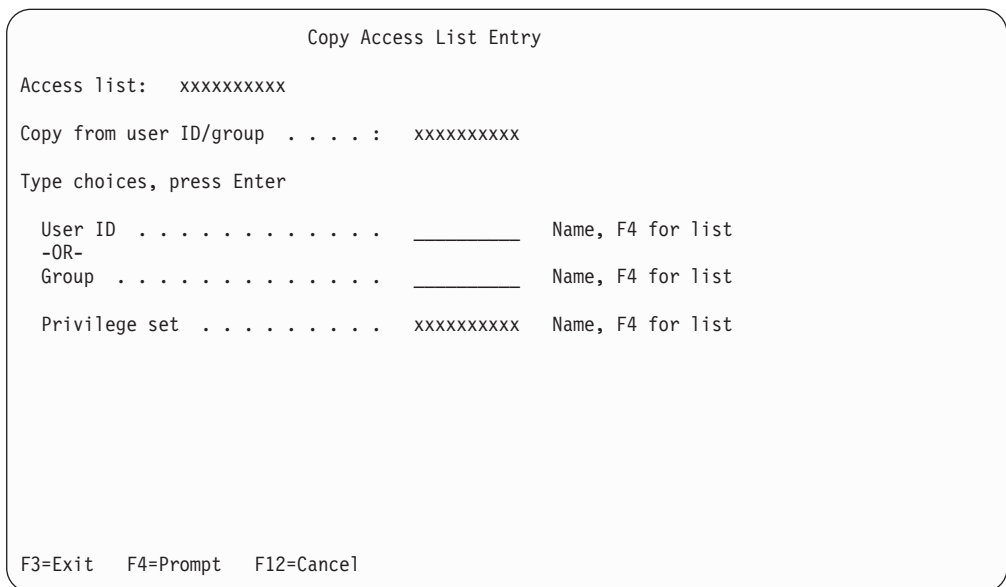 Copy Access List Entry
Access list: xxxxxxxxxx
Copy from user ID/group . . . . : xxxxxxxxxx
Type choices, press Enter
User ID . . . . . . . . . . . . __________ Name, F4 for list
-OR-
Group . . . . . . . . . . . . . __________ Name, F4 for list
Privilege set . . . . . . . . . xxxxxxxxxx Name, F4 for list
F3=Exit F4=Prompt F12=Cancel